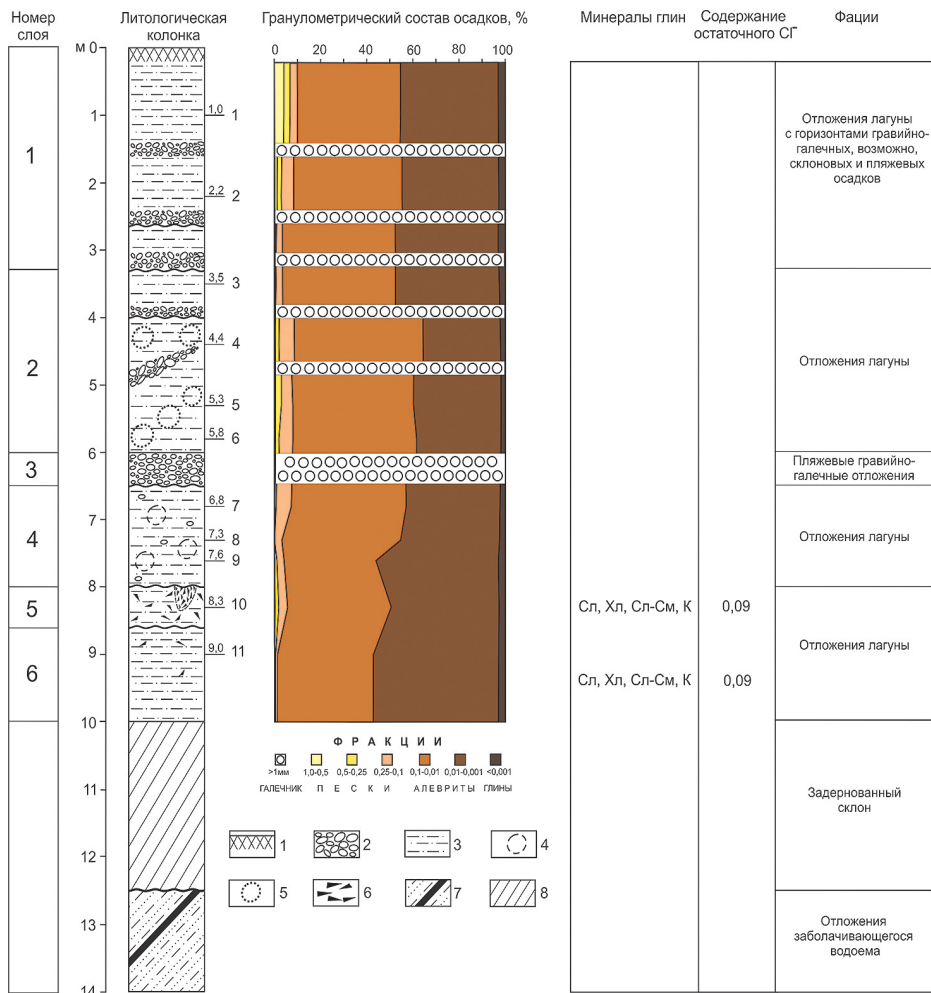 Номер
слоя
Литологическая
колонка
Гранулометрический состав осадков, %
Минералы глин
Содержание
остаточного СГ
Фации
м 0
1
2
3
4
5
6
7
8
9
10
11
12
13
14
1
2
3
4
5
6
1,0 1
2,2 2
3,5 3
4,4 4
5,3 5
5,8 6
6,8 7
7,3 8
7,6 9
8,3 10
9,0 11
0 20 40 60 80 100
Сл, Хл, Сл-См, К 0,09
Сл, Хл, Сл-См, К 0,09
Отложения лагуны
с горизонтами гравийно-
галечных, возможно,
склоновых и пляжевых
осадков
Отложения лагуны
Пляжевые гравийно-
галечные отложения
Отложения лагуны
Отложения лагуны
Задернованный
склон
Отложения
заболачивающегося
водоема
ФРАКЦИИ
>1мм 1,0-0,5 0,5-0,25 0,25-0,1 0,1-0,01 0,01-0,001 <0,001
ГАЛЕЧНИК ПЕСКИ АЛЕВРИТЫ ГЛИНЫ
1 2 3 4
5 6 7 8